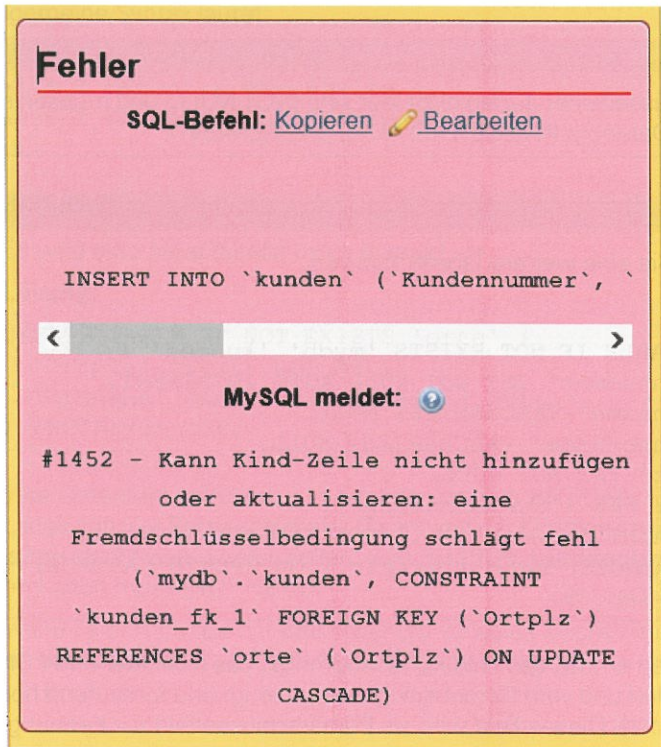 Fehler
SQL-Befehl: Kopieren Bearbeiten
INSERT INTO `kunden` (`Kundennummer`, `
MySQL meldet:
#1452 - Kann Kind-Zeile nicht hinzufügen
oder aktualisieren: eine
Fremdschlüsselbedingung schlägt fehl
(`mydb`.`kunden`, CONSTRAINT
`kunden_fk_1` FOREIGN KEY (`Ortplz`)
REFERENCES `orte` (`Ortplz`) ON UPDATE
CASCADE)